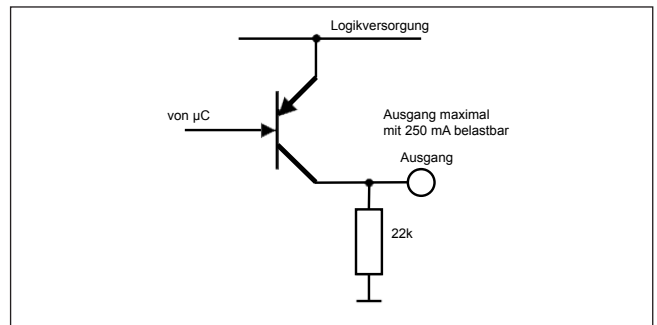 Logikversorgung
von µC
Ausgang maximal
mit 250 mA belastbar
Ausgang
22k